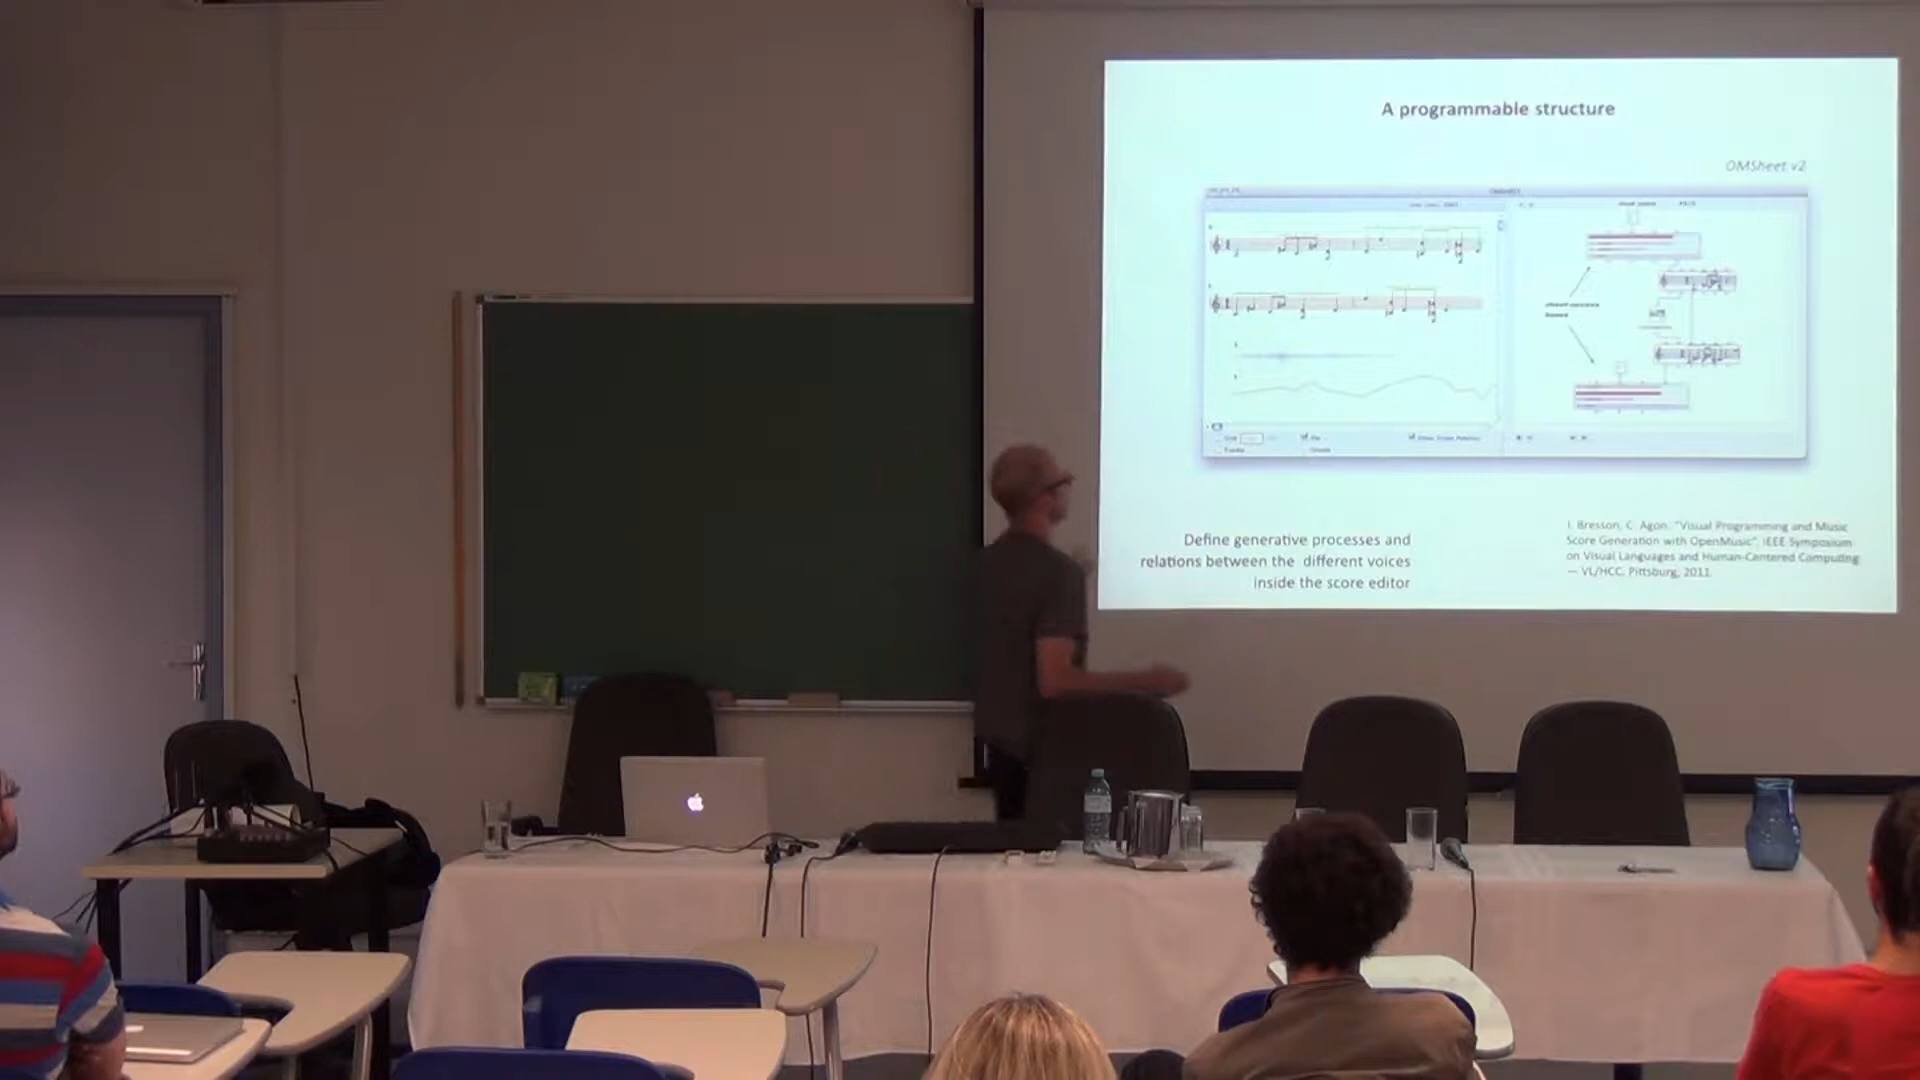 A programmable structure
OMSheet v2
Define generative processes and
relations between the different voices
inside the score editor
J. Bresson, C. Agon. "Visual Programming and Music
Score Generation with OpenMusic". IEEE Symposium
on Visual Languages and Human-Centered Computing
— VL/HCC, Pittsburg, 2011.